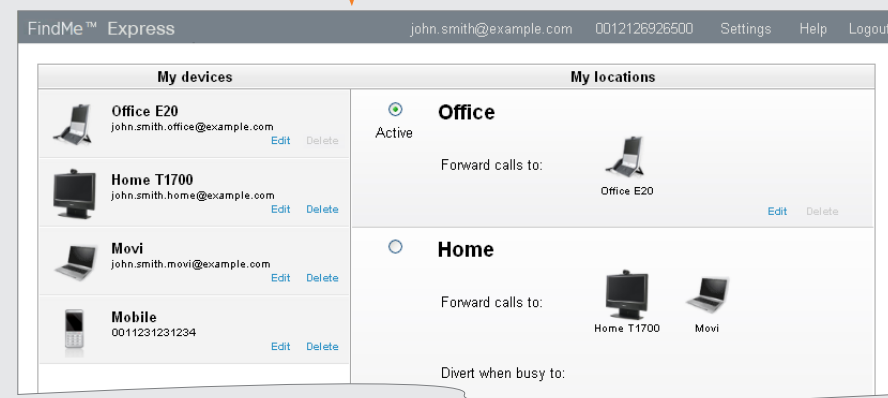 FindMe™ Express john.smith@example.com 0012126926500 Settings Help Logout
My devices
Office E20
john.smith.office@example.com
Edit Delete
Home T1700
john.smith.home@example.com
Edit Delete
Movi
john.smith.movi@example.com
Edit Delete
Mobile
0011231231234
Edit Delete
My locations
Active
Office
Forward calls to:
Office E20
Edit Delete
Home
Forward calls to:
Home T1700 Movi
Divert when busy to: